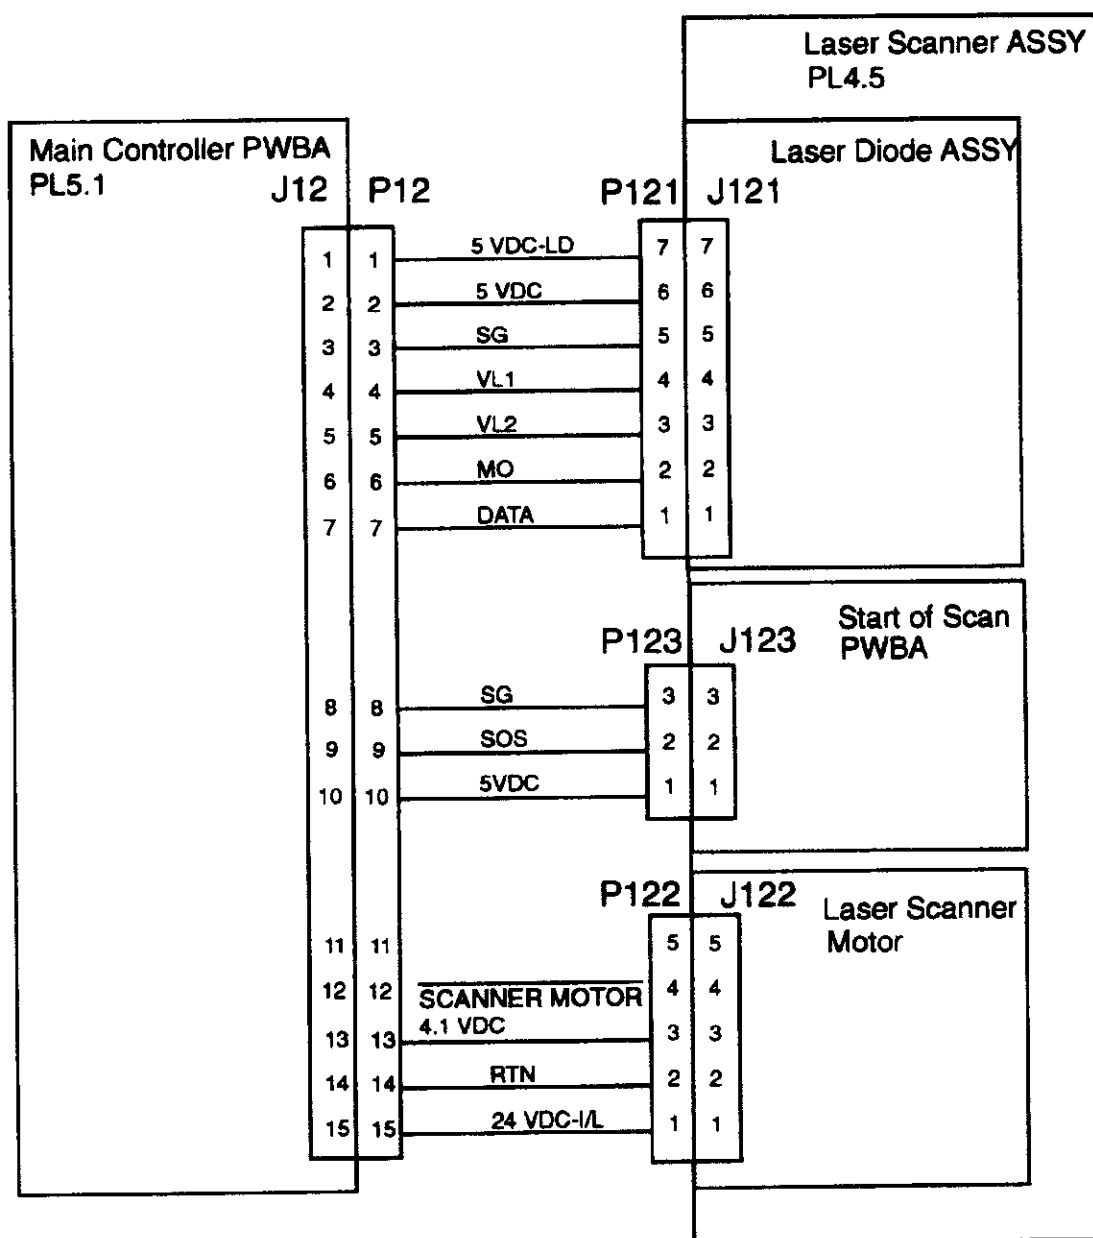 Laser Scanner ASSY
PL4.5
Main Controller PWBA
PL5.1
Laser Diode ASSY
J12 P12 P121 J121
1 1 5 VDC-LD 7 7
2 2 5 VDC 6 6
3 3 SG 5 5
4 4 VL1 4 4
5 5 VL2 3 3
6 6 MO 2 2
7 7 DATA 1 1
Start of Scan
PWBA
P123 J123
8 8 SG 3 3
9 9 SOS 2 2
10 10 5VDC 1 1
P122 J122
Laser Scanner
Motor
11 11 5 5
12 12 SCANNER MOTOR 4 4
4.1 VDC
13 13 3 3
14 14 RTN 2 2
15 15 24 VDC-I/L 1 1